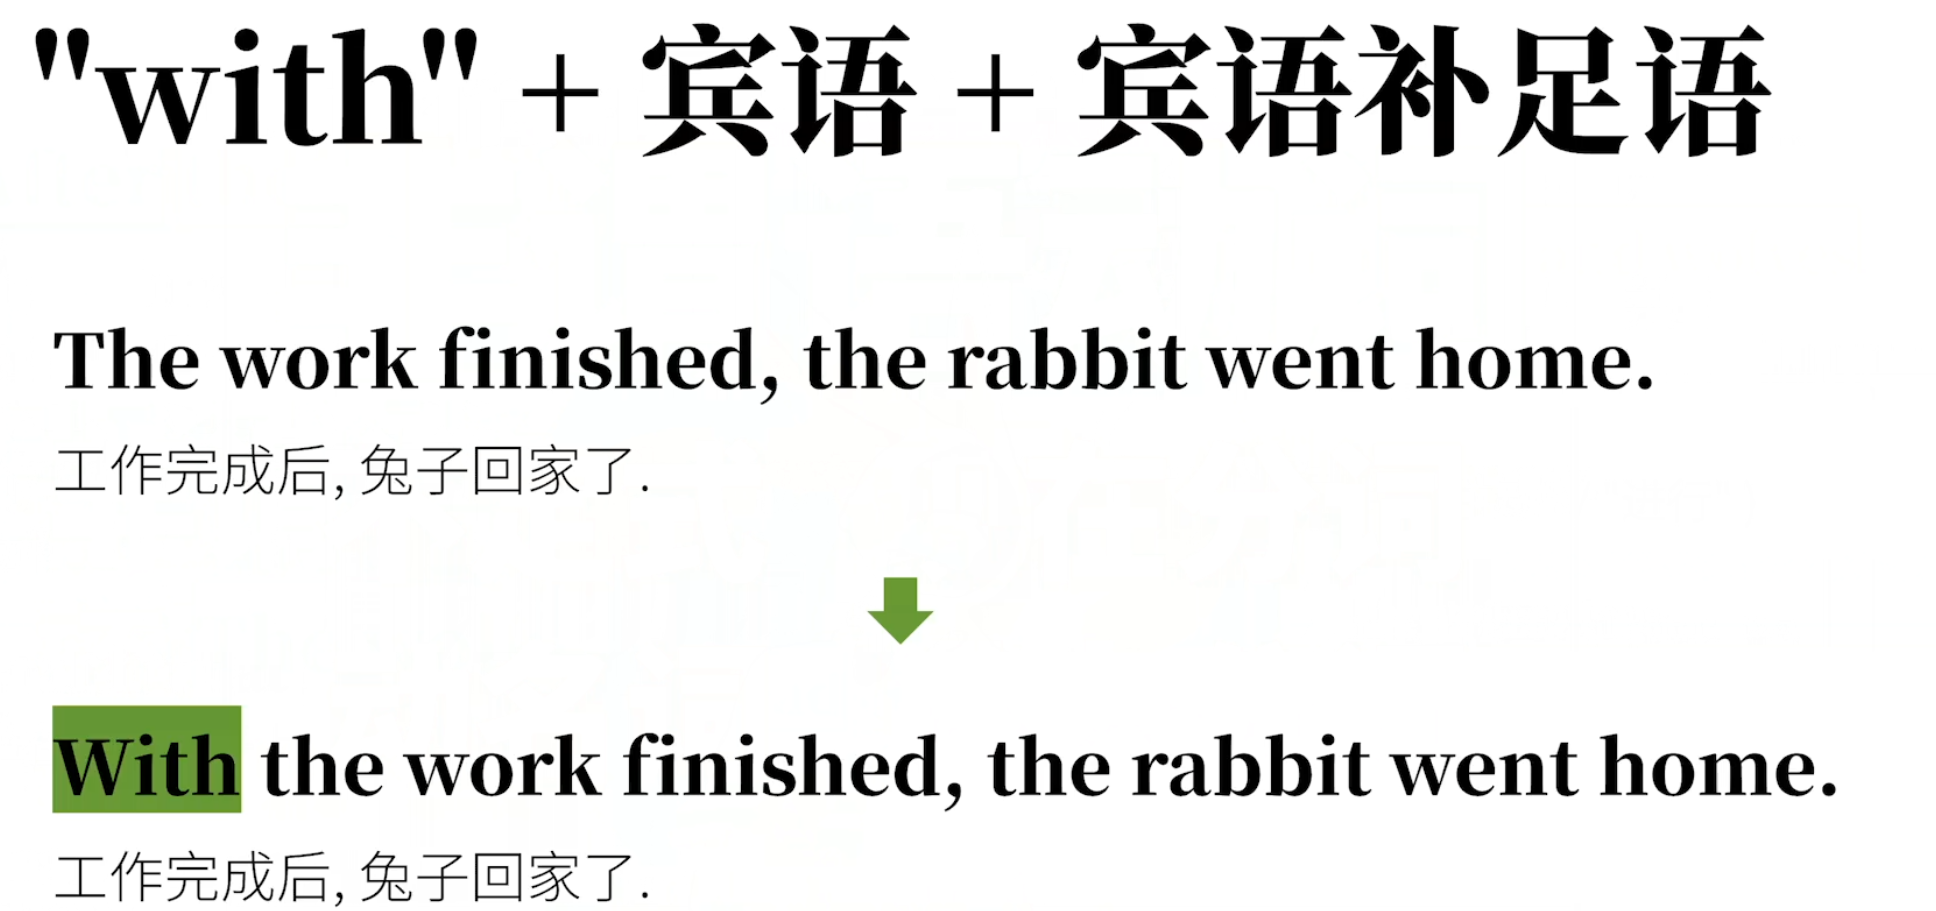 "with" + 宾语 + 宾语补足语
The work finished, the rabbit went home.
工作完成后, 兔子回家了.
With the work finished, the rabbit went home.
工作完成后, 兔子回家了.